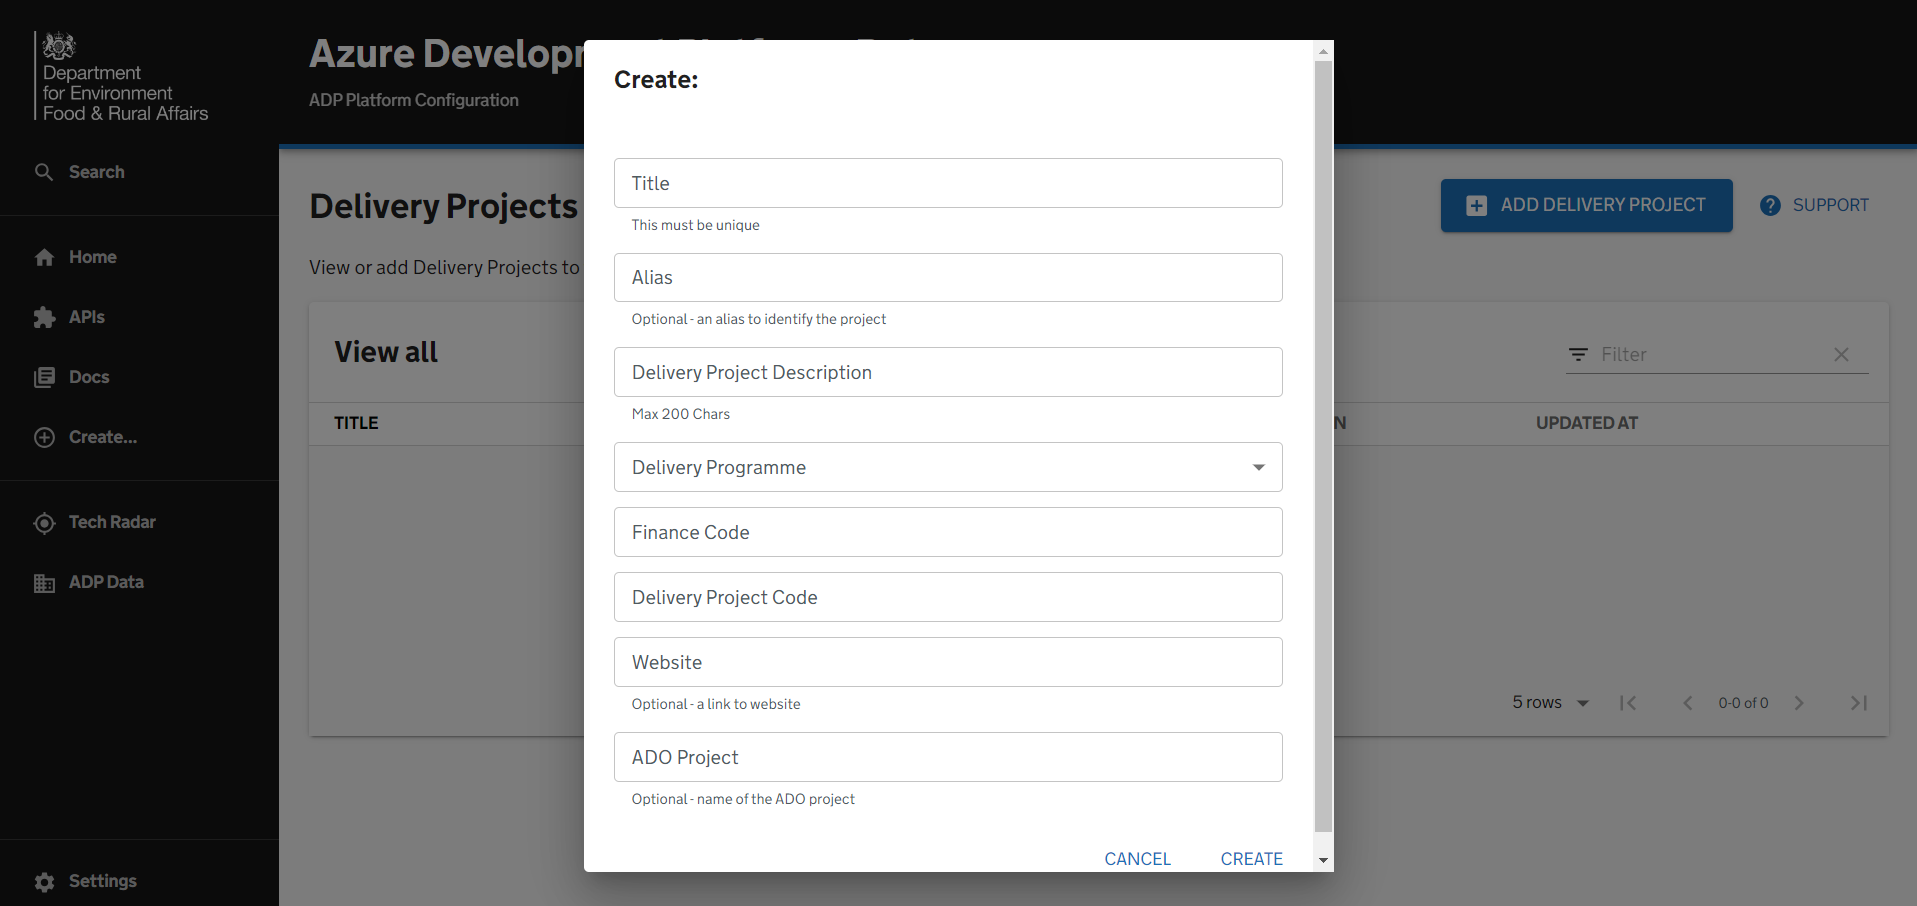 Department
for Environment
Food & Rural Affairs
Search
Home
APIs
Docs
Create...
Tech Radar
ADP Data
Settings
Azure
ADP Platform Configuration
Delivery Projects
ADD DELIVERY PROJECT
SUPPORT
View or add Delivery Projects to
View all
Filter
TITLE
UPDATED AT
5 rows
0-0 of 0
Create:
Title
This must be unique
Alias
Optional - an alias to identify the project
Delivery Project Description
Max 200 Chars
Delivery Programme
Finance Code
Delivery Project Code
Website
Optional - a link to website
ADO Project
Optional - name of the ADO project
CANCEL
CREATE